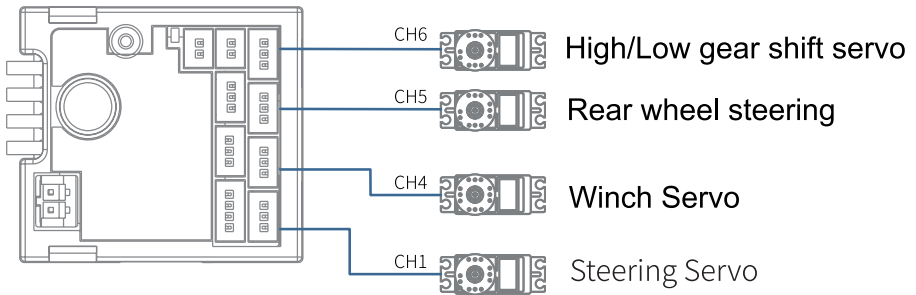 CH6 High/Low gear shift servo
CH5 Rear wheel steering
CH4 Winch Servo
CH1 Steering Servo